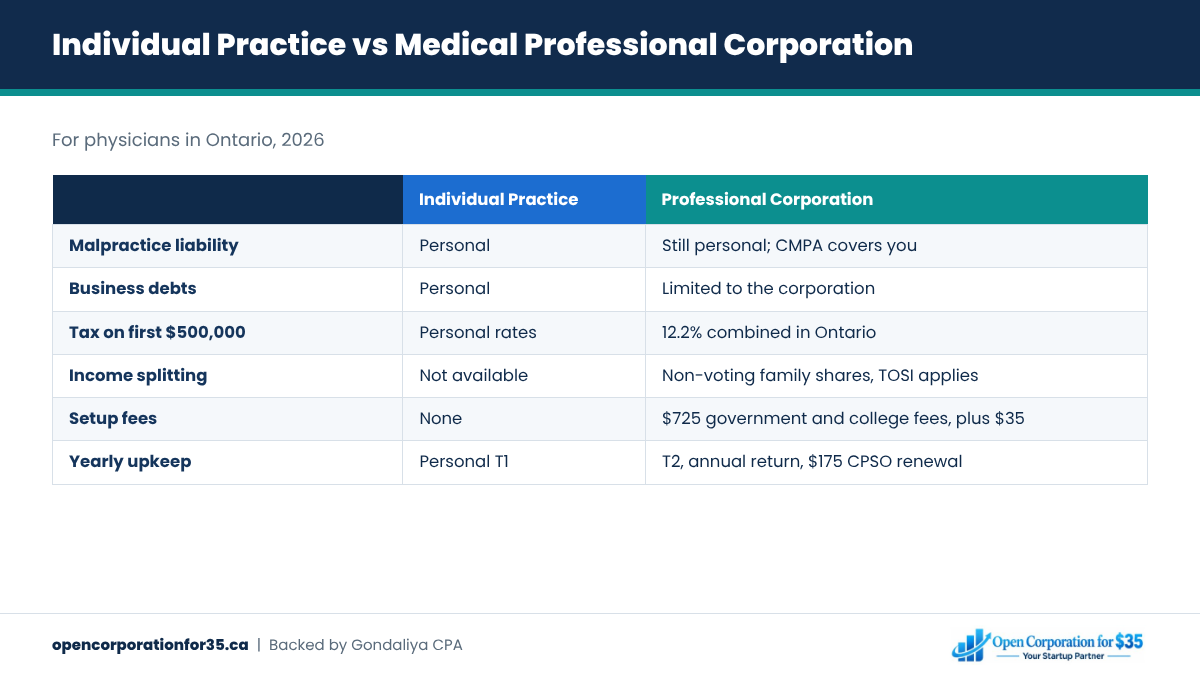 Individual Practice vs Medical Professional Corporation
For physicians in Ontario, 2026
Individual Practice Professional Corporation
Malpractice liability Personal Still personal; CMPA covers you
Business debts Personal Limited to the corporation
Tax on first $500,000 Personal rates 12.2% combined in Ontario
Income splitting Not available Non-voting family shares, TOSI applies
Setup fees None $725 government and college fees, plus $35
Yearly upkeep Personal T1 T2, annual return, $175 CPSO renewal
opencorporationfor35.ca | Backed by Gondaliya CPA
Open Corporation for $35
Your Startup Partner